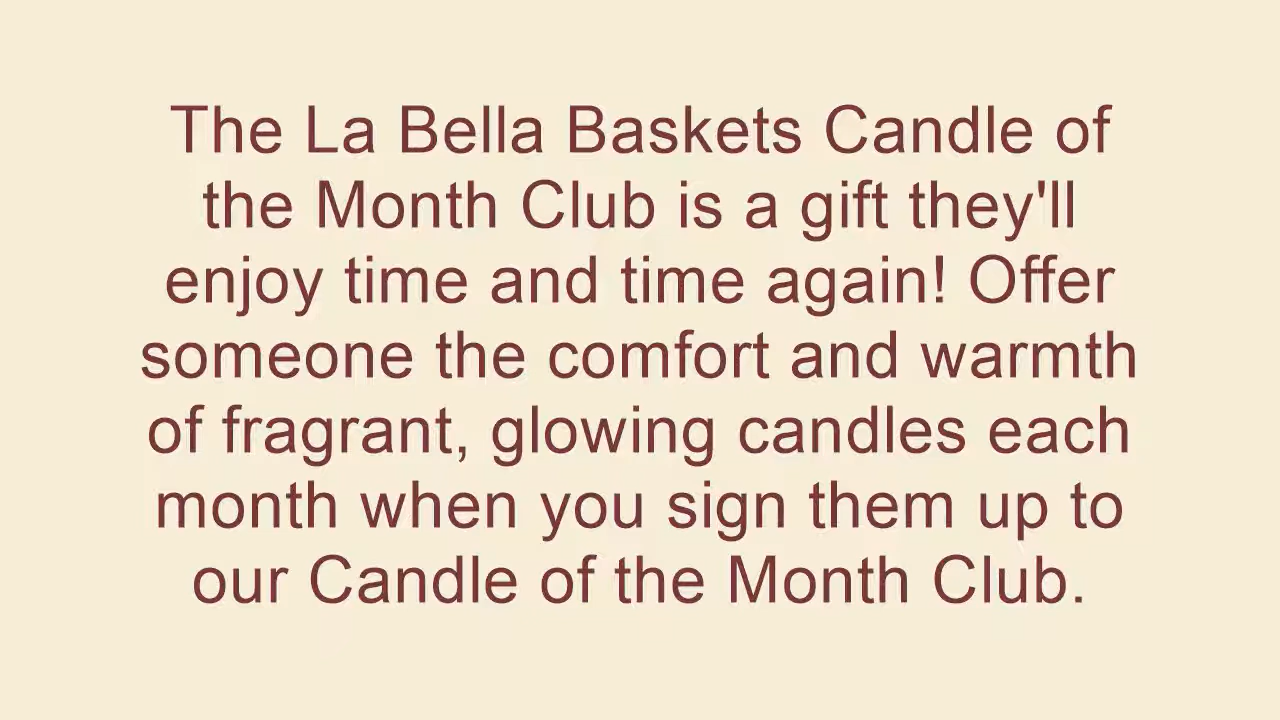 The La Bella Baskets Candle of
the Month Club is a gift they'll
enjoy time and time again! Offer
someone the comfort and warmth
of fragrant, glowing candles each
month when you sign them up to
our Candle of the Month Club.